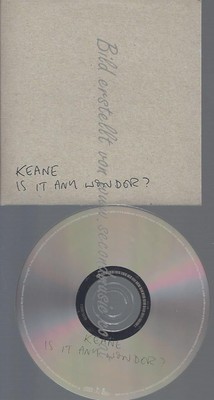 KEANE
IS IT ANY WONDER?
Bild erstellt von
KEANE
IS IT ANY WONDER?